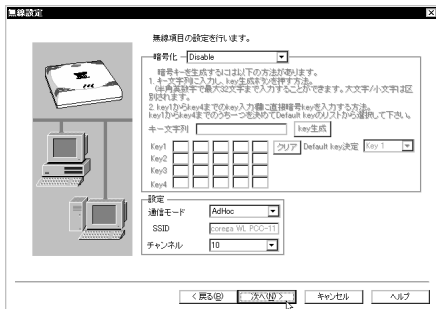 無線設定
無線項目の設定を行います。
暗号化 Disable
暗号キーを生成するには以下の方法があります。
1. キー文字列に入力し、key生成ボタンを押す方法。
(半角英数字で最大32文字まで入力することができます。大文字/小文字は区
別されます。
2. key1からkey4までのkey入力欄に直接暗号keyを入力する方法。
key1からkey4までのうち一つを決めてDefault keyのリストから選択して下さい。
キー文字列 key生成
Key1 クリア Default key決定 Key 1
Key2
Key3
Key4
設定
通信モード AdHoc
SSID corega WL PCC-11
チャンネル 10
< 戻る(B) 次へ(N) > キャンセル ヘルプ